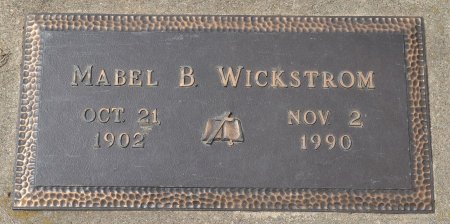 MABEL B. WICKSTROM
OCT. 21 NOV. 2
1902 1990